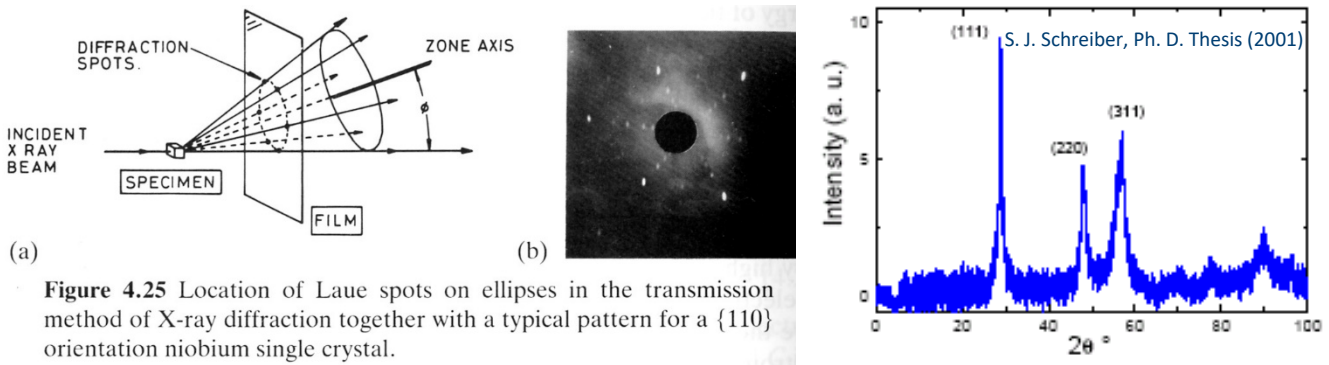 DIFFRACTION
SPOTS.
ZONE AXIS
ϕ
INCIDENT
X RAY
BEAM
SPECIMEN
FILM
(a)
(b)
Figure 4.25 Location of Laue spots on ellipses in the transmission
method of X-ray diffraction together with a typical pattern for a {110}
orientation niobium single crystal.
S. J. Schreiber, Ph. D. Thesis (2001)
(111)
(220)
(311)
Intensity (a. u.)
10
5
0
0 20 40 60 80 100
2θ °